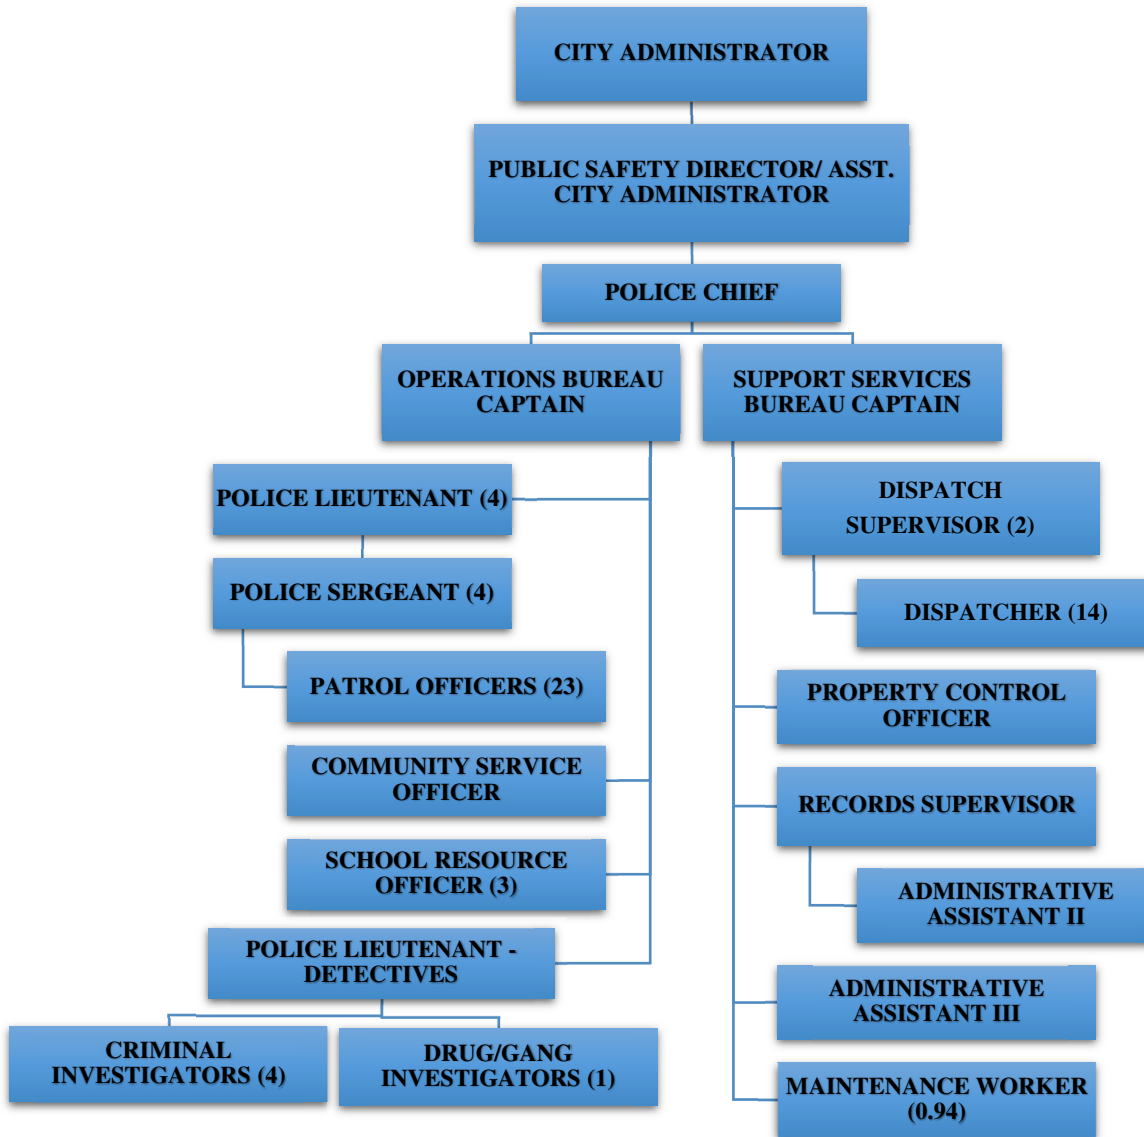 CITY ADMINISTRATOR
PUBLIC SAFETY DIRECTOR/ ASST.
CITY ADMINISTRATOR
POLICE CHIEF
OPERATIONS BUREAU
CAPTAIN
SUPPORT SERVICES
BUREAU CAPTAIN
POLICE LIEUTENANT (4)
POLICE SERGEANT (4)
PATROL OFFICERS (23)
COMMUNITY SERVICE
OFFICER
SCHOOL RESOURCE
OFFICER (3)
POLICE LIEUTENANT -
DETECTIVES
CRIMINAL
INVESTIGATORS (4)
DRUG/GANG
INVESTIGATORS (1)
DISPATCH
SUPERVISOR (2)
DISPATCHER (14)
PROPERTY CONTROL
OFFICER
RECORDS SUPERVISOR
ADMINISTRATIVE
ASSISTANT II
ADMINISTRATIVE
ASSISTANT III
MAINTENANCE WORKER
(0.94)